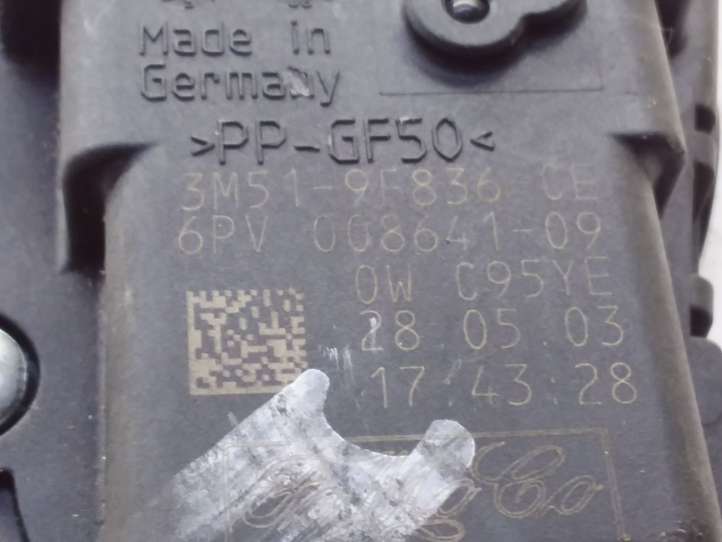 Made in
Germany
>PP-GF50<
3M51-9F836 CE
6PV 008641-09
0W C95YE
28 05 03
17:43:28
Co